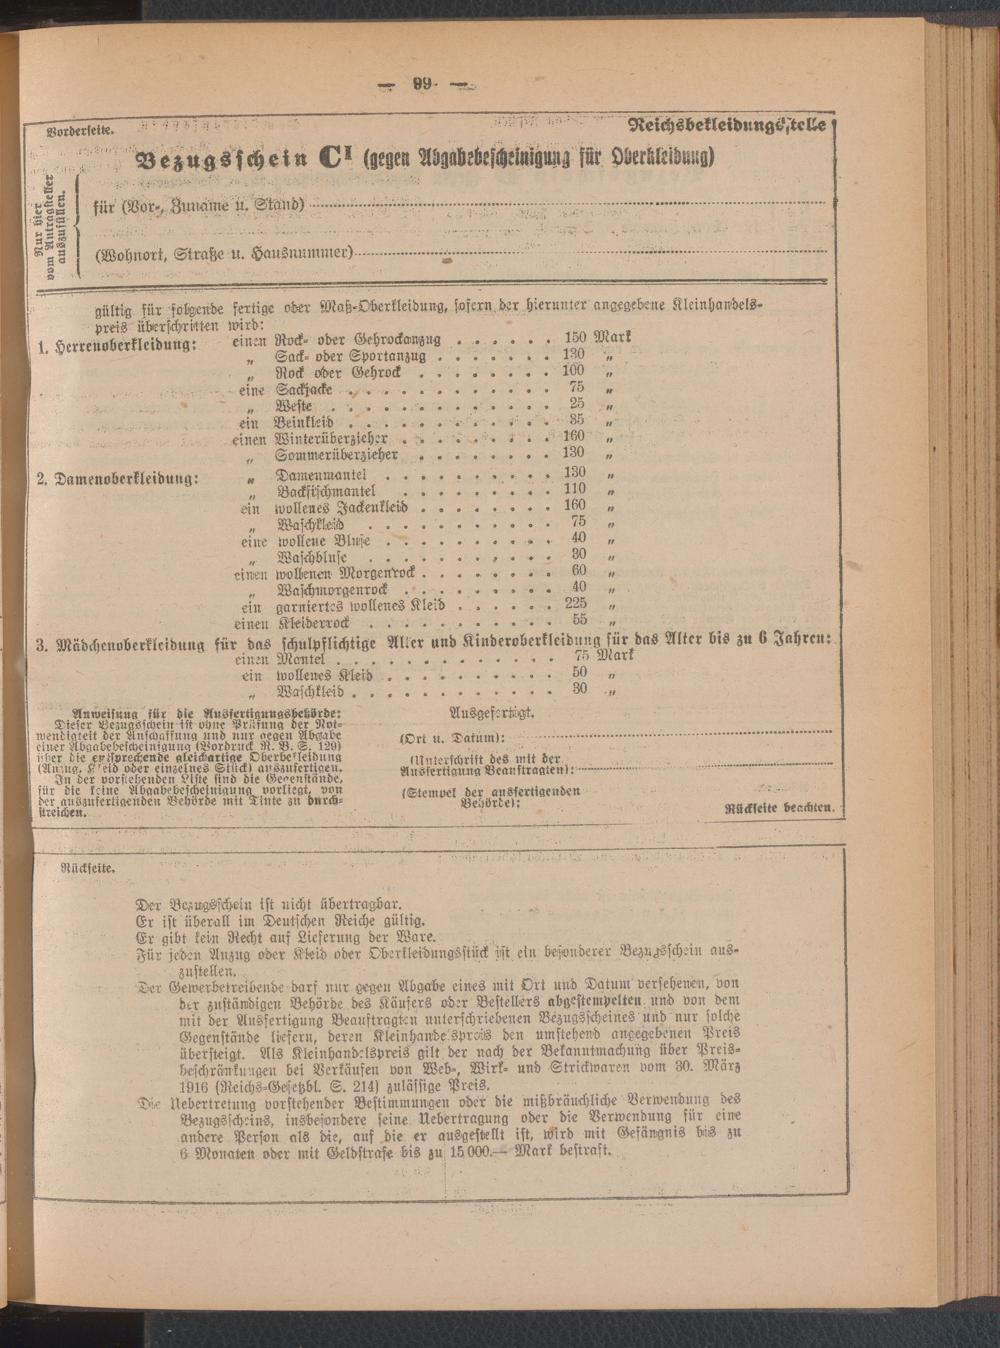 — 99 —
Vorderseite.
Reichsbekleidungsstelle
Bezugsschein CI (gegen Abgabebescheinigung für Oberkleidung)
Nur hier
vom Antragsteller
auszufüllen.
für (Vor-, Zuname u. Stand)
(Wohnort, Straße u. Hausnummer)
gültig für folgende fertige oder Maß-Oberkleidung, sofern der hierunter angegebene Kleinhandels-
preis überschritten wird:
1. Herrenoberkleidung: einen Rock- oder Gehrockanzug . . . . . . 150 Mark
„ Sack- oder Sportanzug . . . . . . . 130 „
„ Rock oder Gehrock . . . . . . . . 100 „
eine Sackjacke . . . . . . . . . . . . 75 „
„ Weste . . . . . . . . . . . . . 25 „
ein Beinkleid . . . . . . . . . . . . 35 „
einen Winterüberzieher . . . . . . . . . 160 „
„ Sommerüberzieher . . . . . . . . 130 „
2. Damenoberkleidung: „ Damenmantel . . . . . . . . . . 130 „
„ Backfischmantel . . . . . . . . . 110 „
ein wollenes Jackenkleid . . . . . . . . 160 „
„ Waschkleid . . . . . . . . . . . 75 „
eine wollene Bluse . . . . . . . . . . 40 „
„ Waschbluse . . . . . . . . . . . 30 „
einen wollenen Morgenrock . . . . . . . . 60 „
„ Waschmorgenrock . . . . . . . . . 40 „
ein garniertes wollenes Kleid . . . . . . 225 „
einen Kleiderrock . . . . . . . . . . . 55 „
3. Mädchenoberkleidung für das schulpflichtige Alter und Kinderoberkleidung für das Alter bis zu 6 Jahren:
einen Mantel . . . . . . . . . . . . . 75 Mark
ein wollenes Kleid . . . . . . . . . . 50 „
„ Waschkleid . . . . . . . . . . . . 30 „
Anweisung für die Ausfertigungsbehörde:
Dieser Bezugsschein ist ohne Prüfung der Not-
wendigkeit der Anschaffung und nur gegen Abgabe
einer Abgabebescheinigung (Vordruck R. B. S. 129)
über die entsprechende gleichartige Oberbekleidung
(Anzug, Kleid oder einzelnes Stück) auszufertigen.
In der vorstehenden Liste sind die Gegenstände,
für die keine Abgabebescheinigung vorliegt, von
der auszufertigenden Behörde mit Tinte zu durch-
streichen.
Ausgefertigt.
(Ort u. Datum):
(Unterschrift des mit der
Ausfertigung Beauftragten):
(Stempel der ausfertigenden
Behörde):
Rückseite beachten.
Rückseite.
Der Bezugsschein ist nicht übertragbar.
Er ist überall im Deutschen Reiche gültig.
Er gibt kein Recht auf Lieferung der Ware.
Für jeden Anzug oder Kleid oder Oberkleidungsstück ist ein besonderer Bezugsschein aus-
zustellen.
Der Gewerbetreibende darf nur gegen Abgabe eines mit Ort und Datum versehenen, von
der zuständigen Behörde des Käufers oder Bestellers abgestempelten und von dem
mit der Ausfertigung Beauftragten unterschriebenen Bezugsscheines und nur solche
Gegenstände liefern, deren Kleinhandelspreis den umstehend angegebenen Preis
übersteigt. Als Kleinhandelspreis gilt der nach der Bekanntmachung über Preis-
beschränkungen bei Verkäufen von Web-, Wirk- und Strickwaren vom 30. März
1916 (Reichs-Gesetzbl. S. 214) zulässige Preis.
Die Uebertretung vorstehender Bestimmungen oder die mißbräuchliche Verwendung des
Bezugsscheins, insbesondere seine Uebertragung oder die Verwendung für eine
andere Person als die, auf die er ausgestellt ist, wird mit Gefängnis bis zu
6 Monaten oder mit Geldstrafe bis zu 15 000.— Mark bestraft.